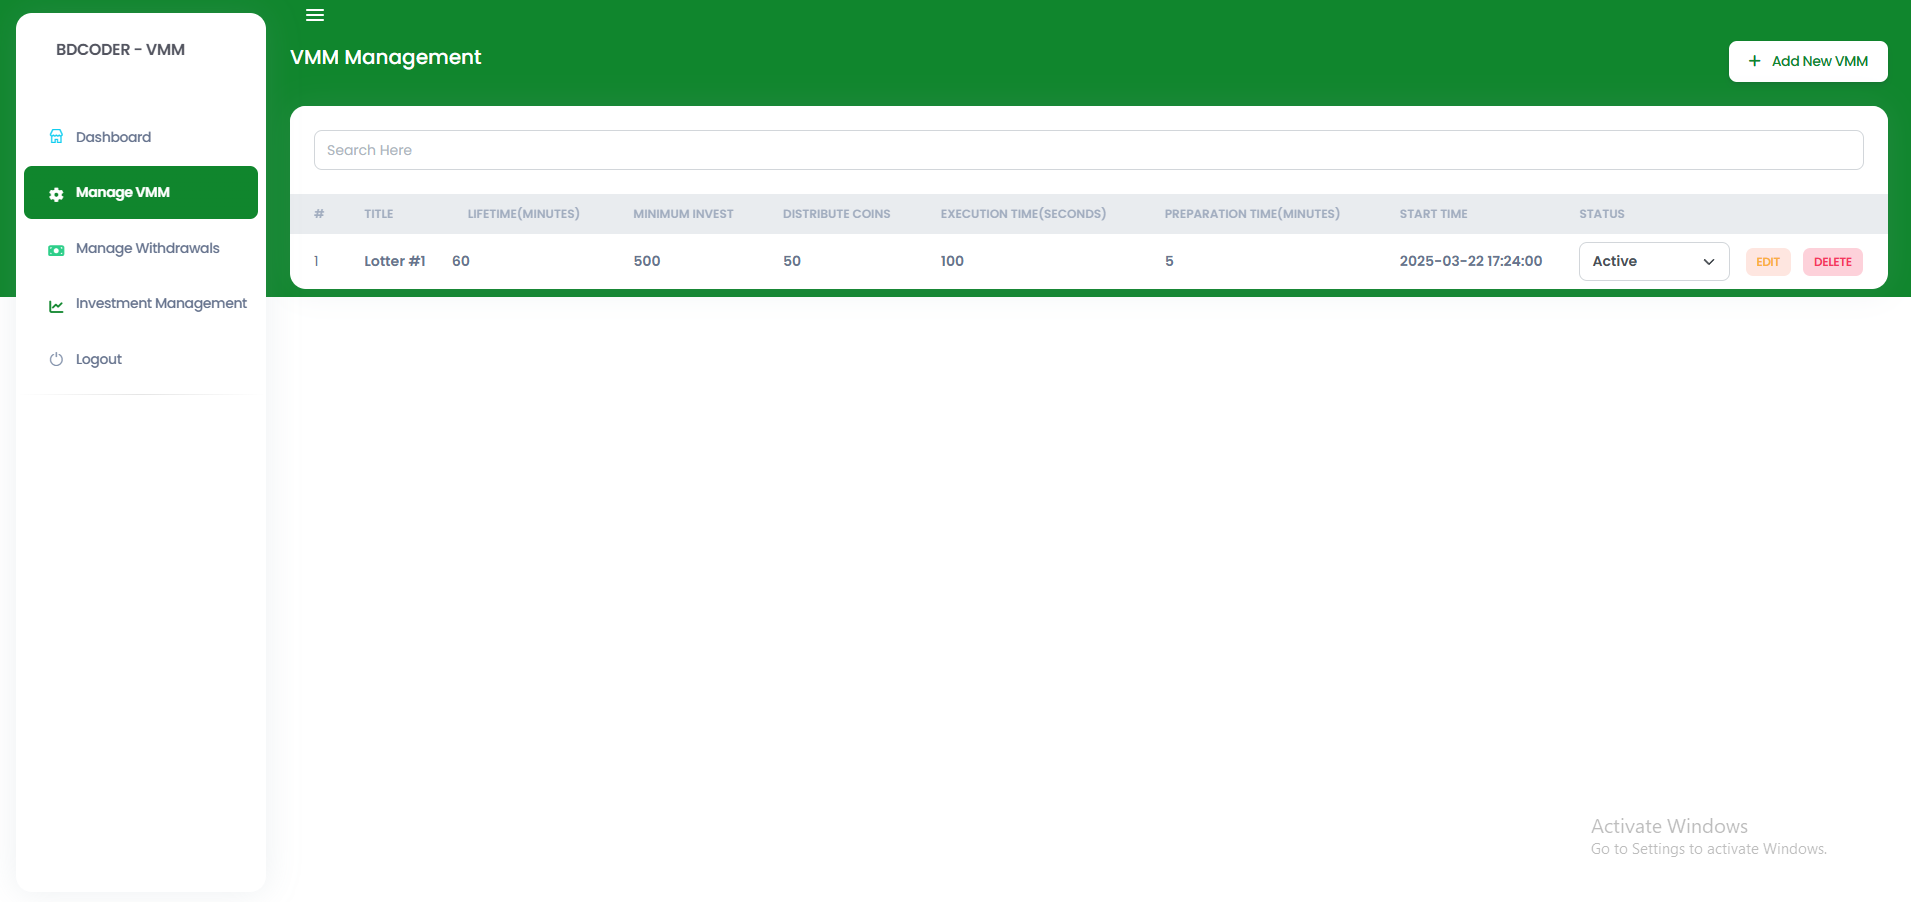 BDCODER - VMM
Dashboard
Manage VMM
Manage Withdrawals
Investment Management
Logout
VMM Management
+ Add New VMM
Search Here
# TITLE LIFETIME(MINUTES) MINIMUM INVEST DISTRIBUTE COINS EXECUTION TIME(SECONDS) PREPARATION TIME(MINUTES) START TIME STATUS
1 Lotter #1 60 500 50 100 5 2025-03-22 17:24:00 Active EDIT DELETE
Activate Windows
Go to Settings to activate Windows.